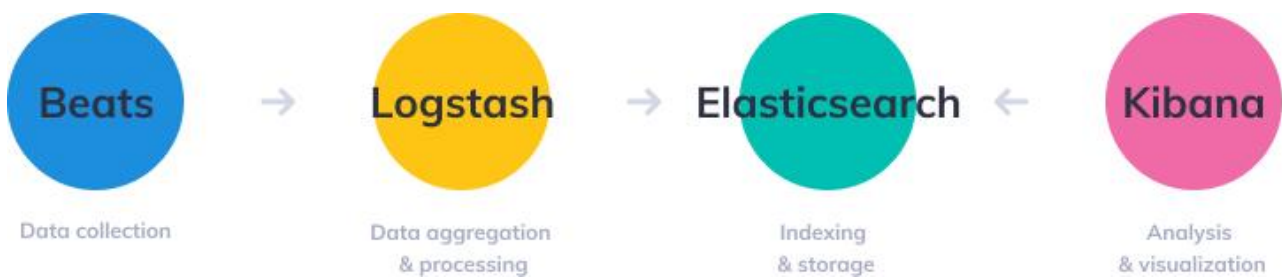 Beats
Logstash
Elasticsearch
Kibana
Data collection
Data aggregation
& processing
Indexing
& storage
Analysis
& visualization